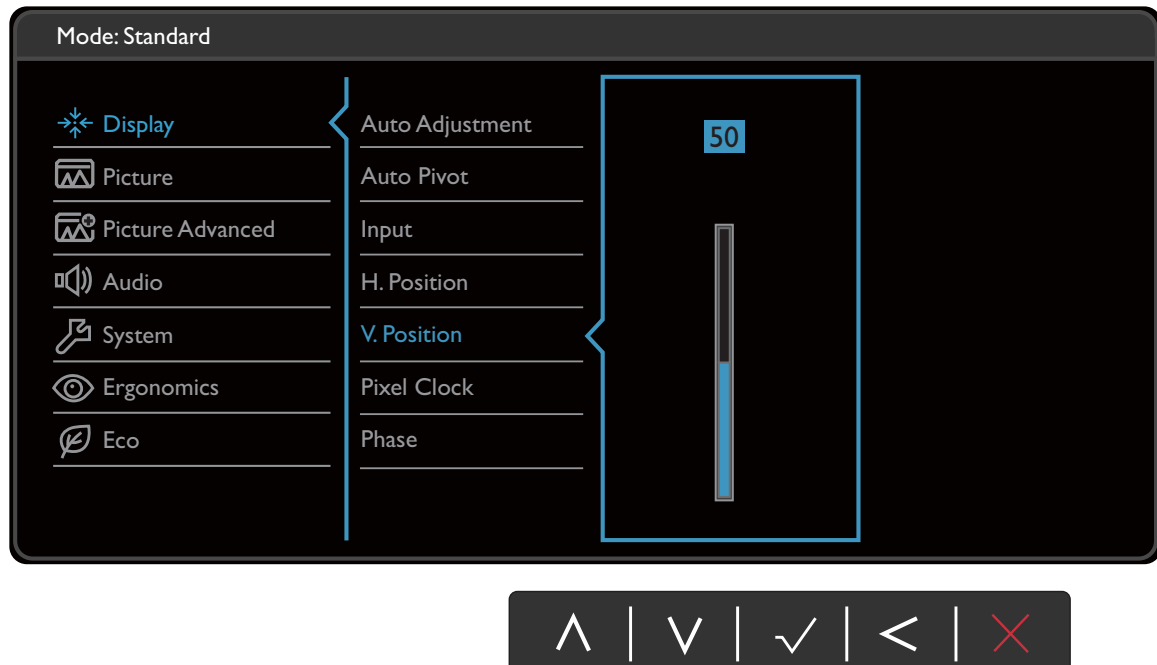 Mode: Standard
Display
Picture
Picture Advanced
Audio
System
Ergonomics
Eco
Auto Adjustment
Auto Pivot
Input
H. Position
V. Position
Pixel Clock
Phase
50